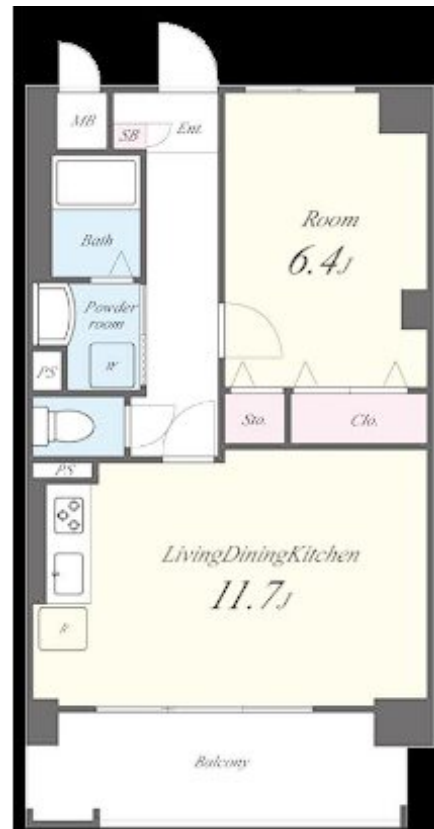 MB
SB
Ent.
Bath
Room
6.4J
Powder
room
W
PS
Sto.
Clo.
PS
LivingDiningKitchen
11.7J
R
Balcony